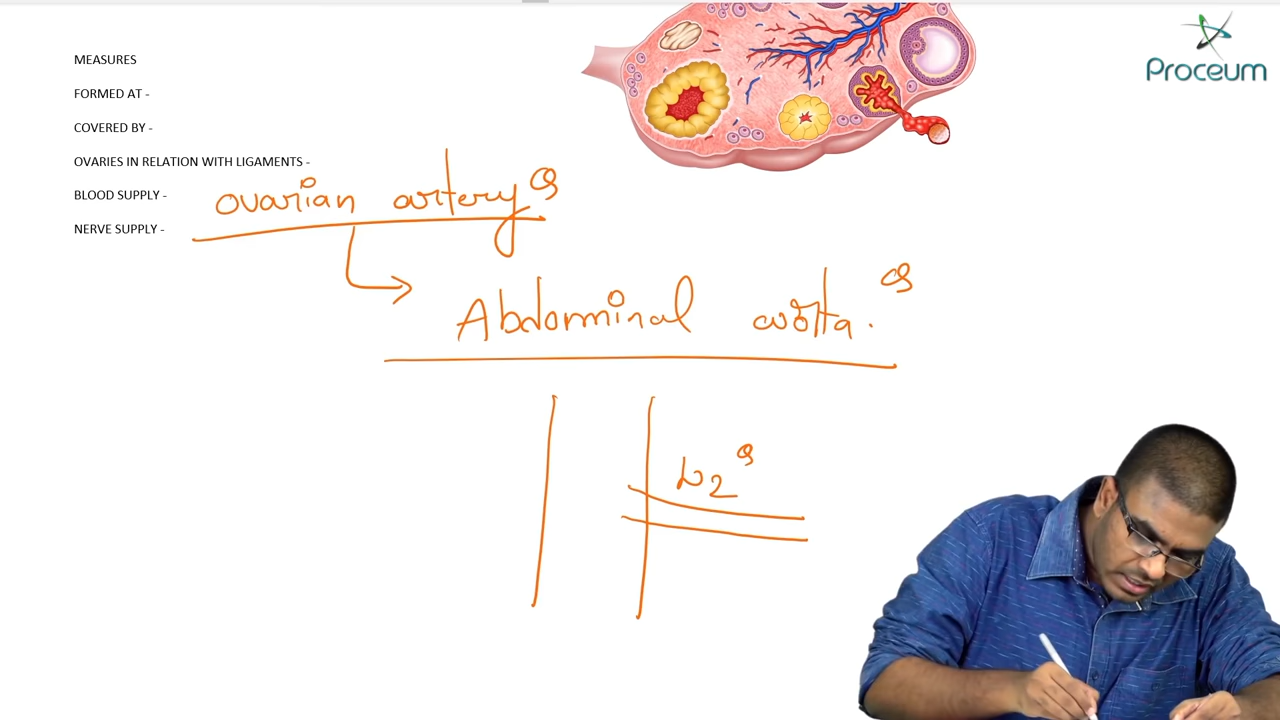 Proceum
MEASURES
FORMED AT -
COVERED BY -
OVARIES IN RELATION WITH LIGAMENTS -
BLOOD SUPPLY - ovarian artery
NERVE SUPPLY -
Abdominal aorta.
L2